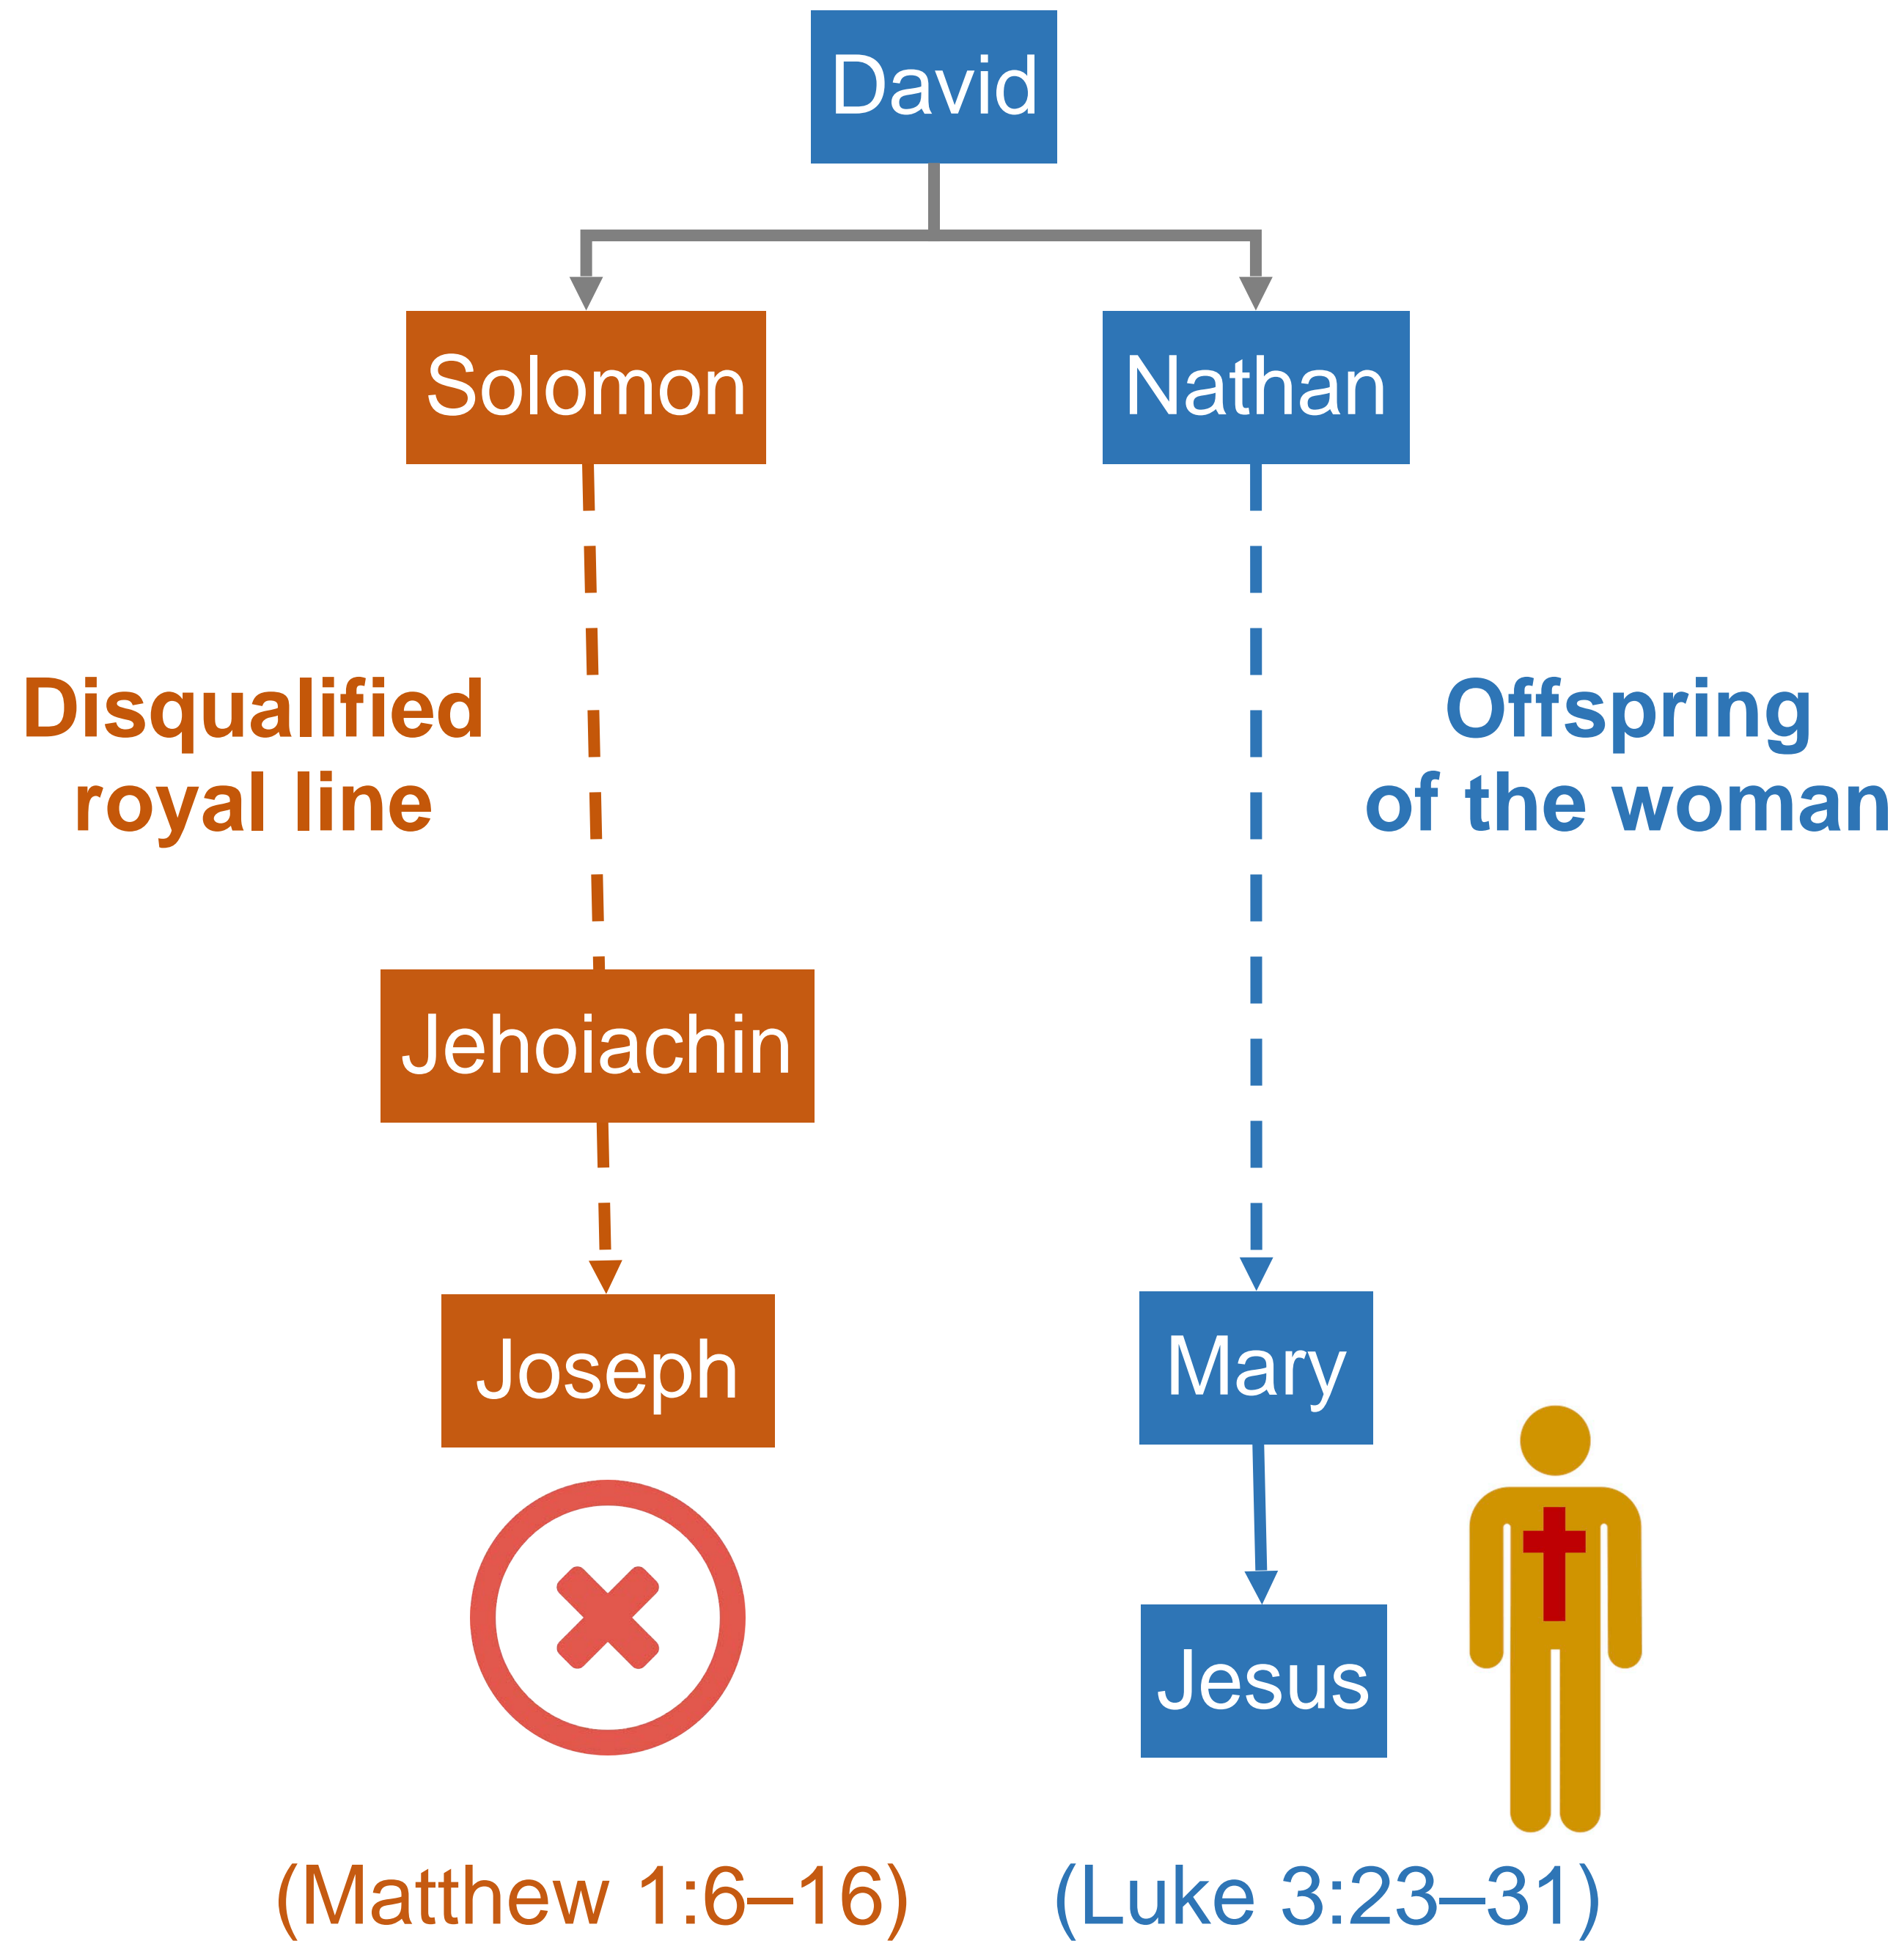 David
Solomon
Nathan
Disqualified
royal line
Offspring
of the woman
Jehoiachin
Joseph
Mary
Jesus
(Matthew 1:6–16)
(Luke 3:23–31)